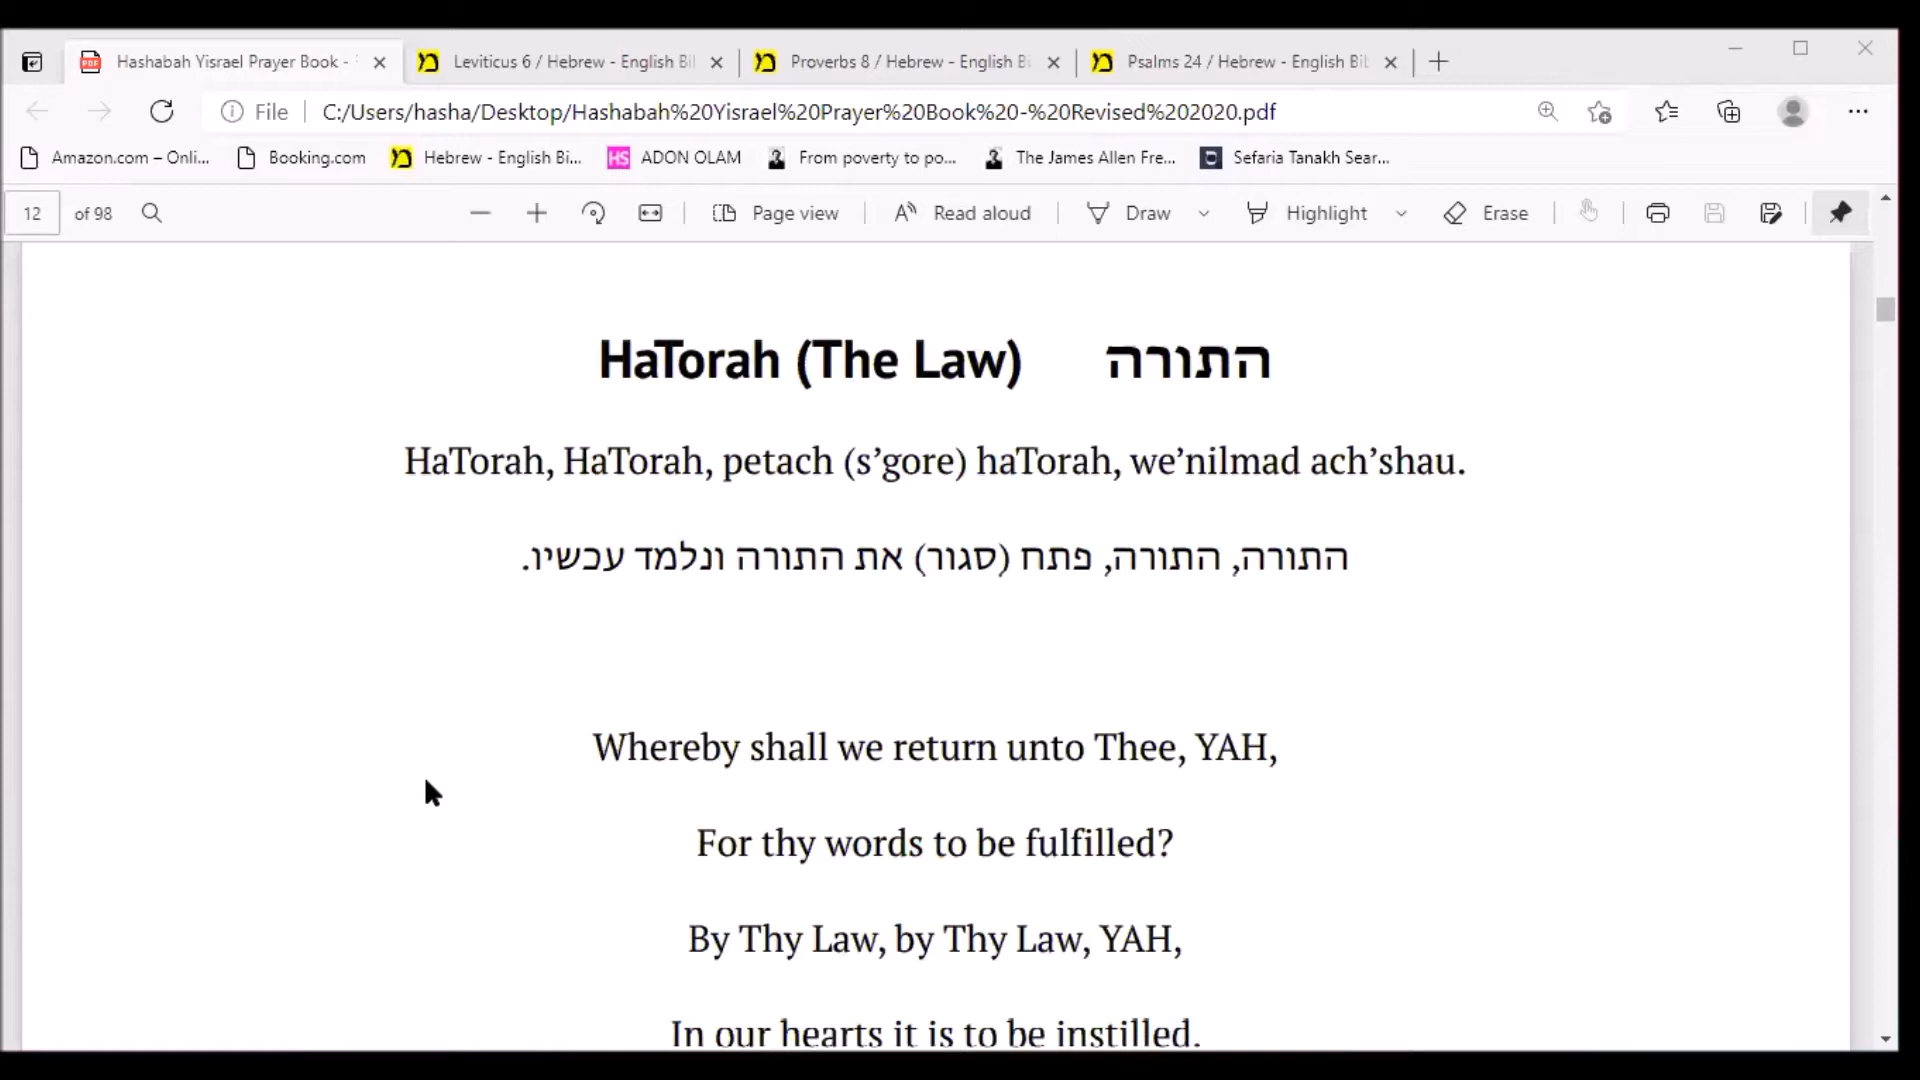 Hashabah Yisrael Prayer Book -
Leviticus 6 / Hebrew - English Bil
Proverbs 8 / Hebrew - English Bi
Psalms 24 / Hebrew - English Bib
File
C:/Users/hasha/Desktop/Hashabah%20Yisrael%20Prayer%20Book%20-%20Revised%202020.pdf
Amazon.com – Onli...
Booking.com
Hebrew - English Bi...
HS ADON OLAM
From poverty to po...
The James Allen Fre...
Sefaria Tanakh Sear...
12 of 98
Page view
Read aloud
Draw
Highlight
Erase
HaTorah (The Law) התורה
HaTorah, HaTorah, petach (s’gore) haTorah, we’nilmad ach’shau.
התורה, התורה, פתח (סגור) את התורה ונלמד עכשיו.
Whereby shall we return unto Thee, YAH,
For thy words to be fulfilled?
By Thy Law, by Thy Law, YAH,
In our hearts it is to be instilled.